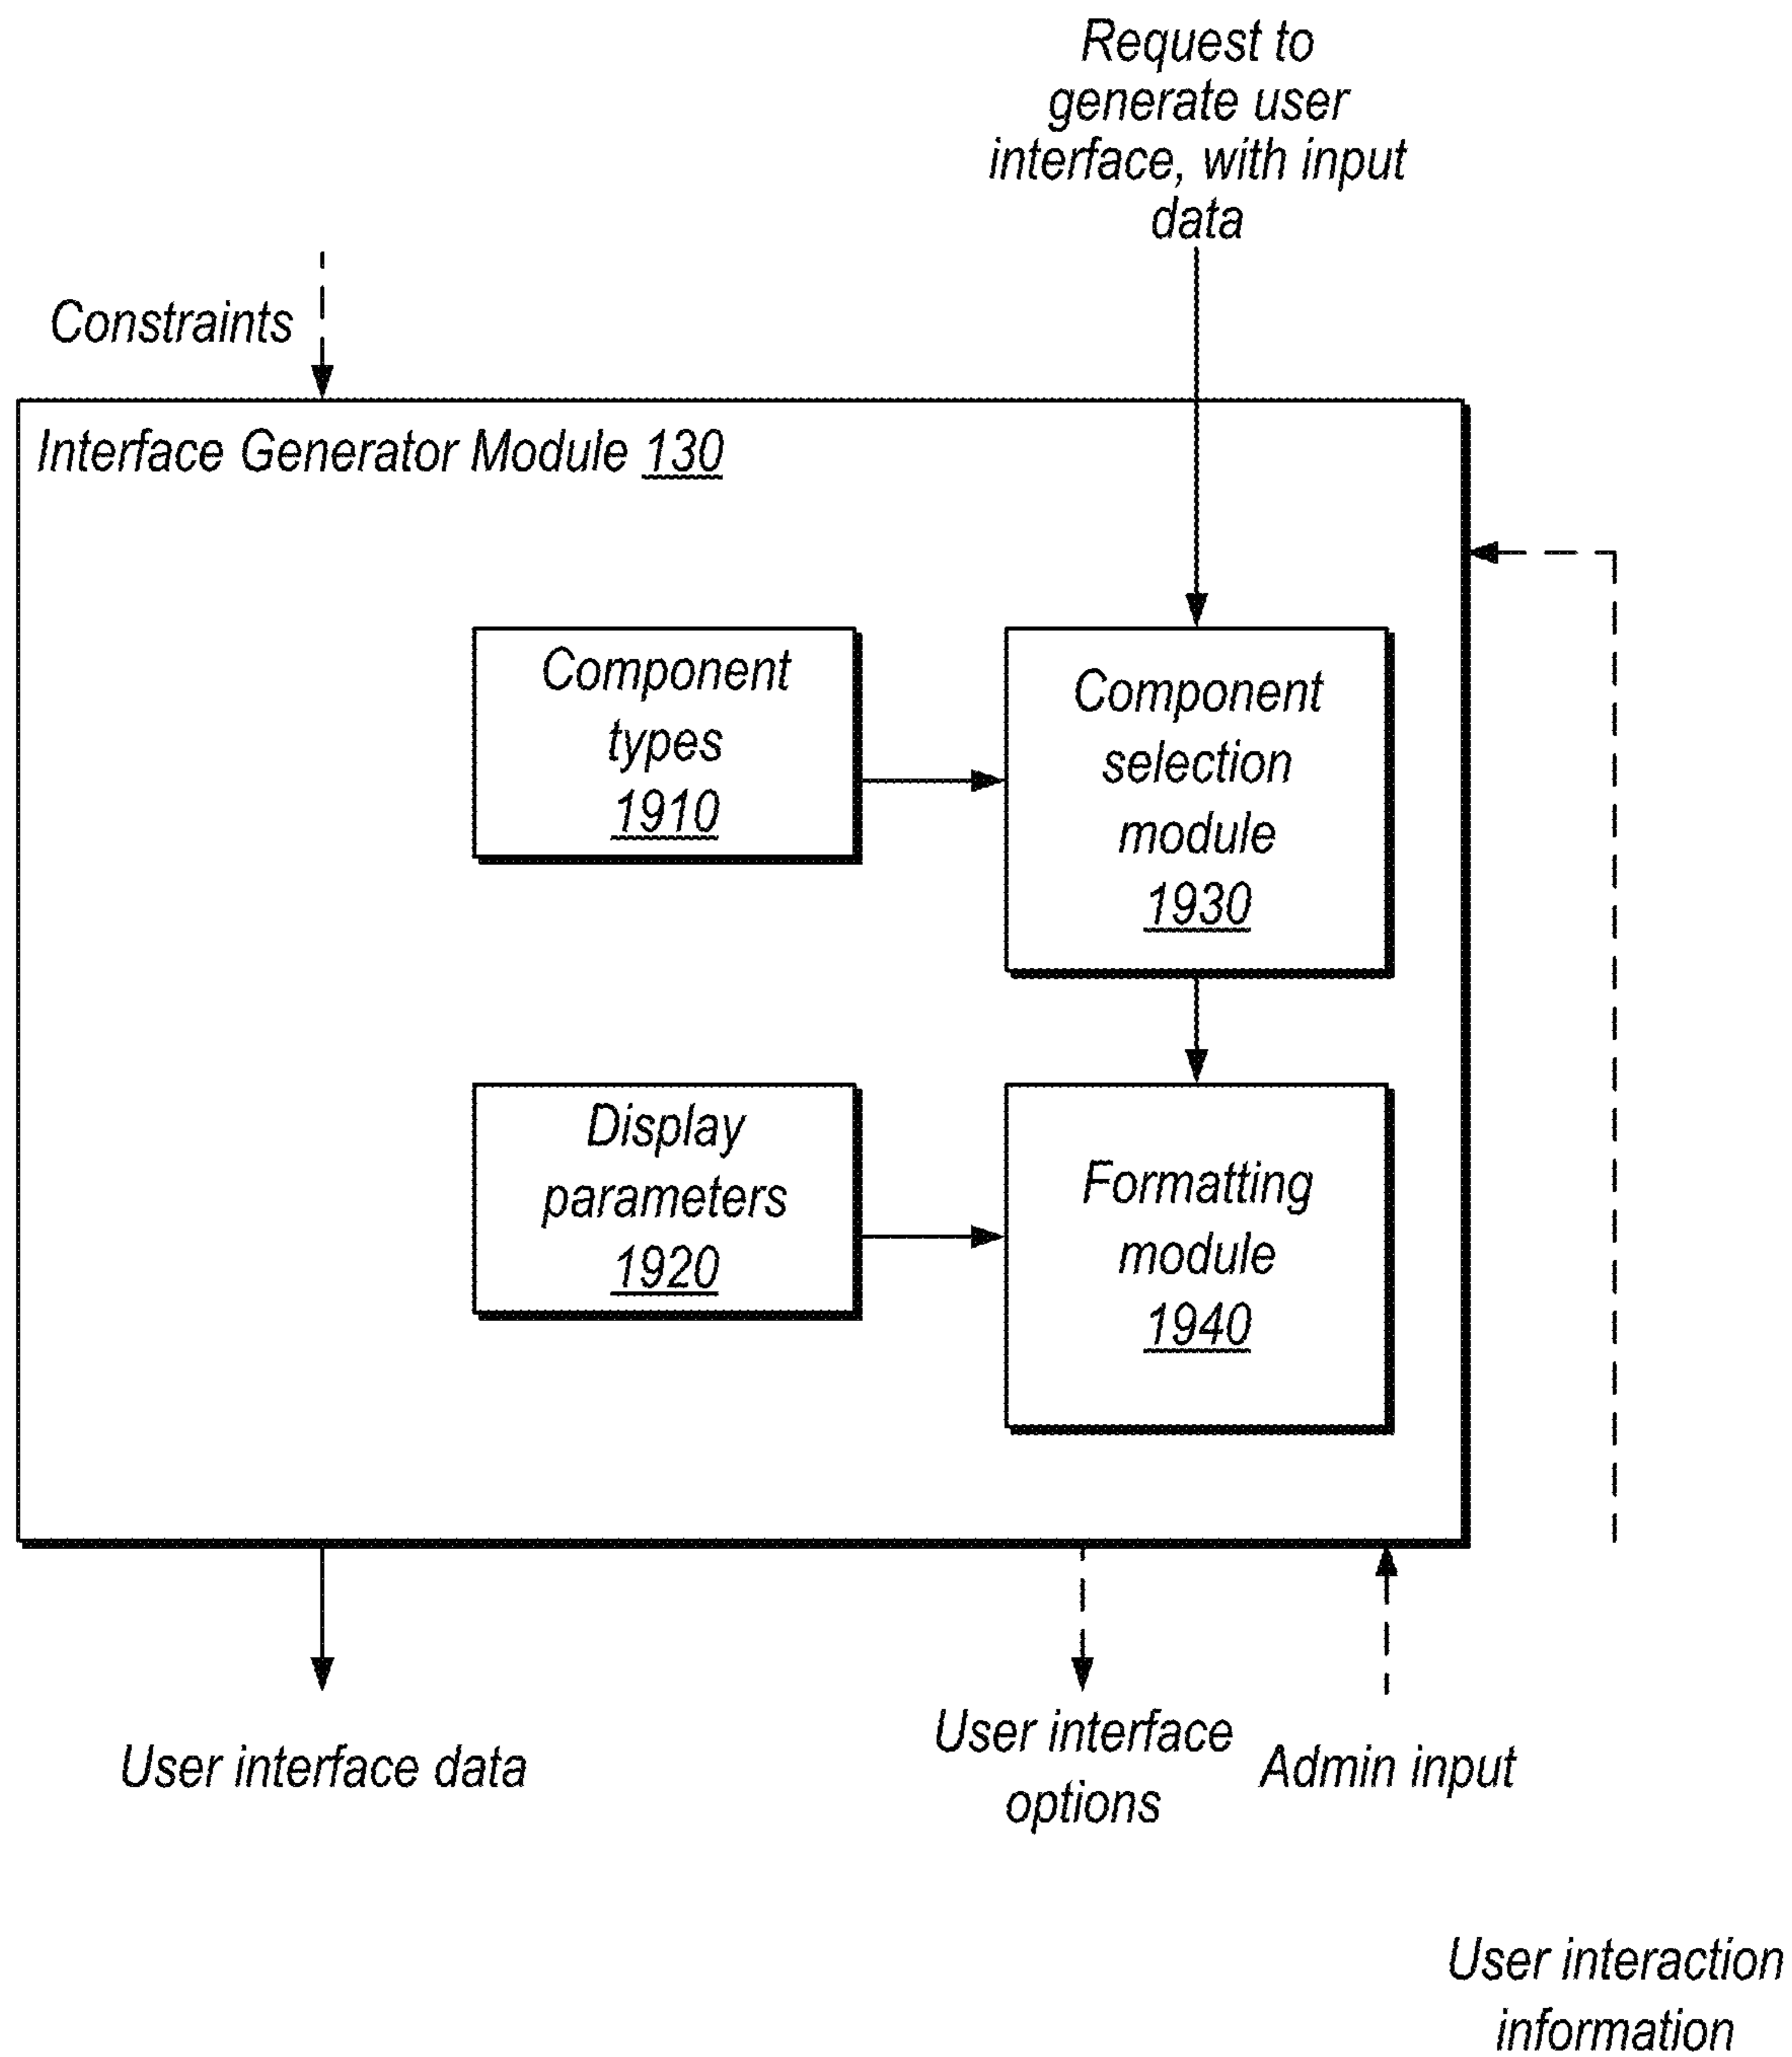 Request to
generate user
interface, with input
data
Constraints
Interface Generator Module 130
Component
types
1910
Component
selection
module
1930
Display
parameters
1920
Formatting
module
1940
User interface data
User interface
options
Admin input
User interaction
information